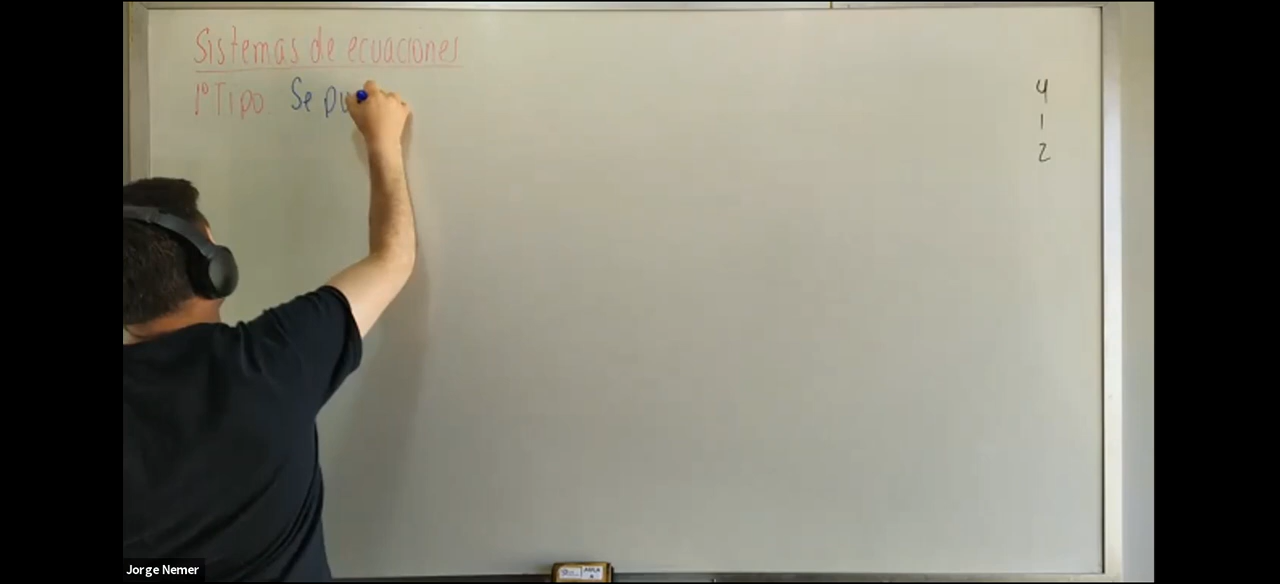 Sistemas de ecuaciones
1º Tipo Se pu
4
1
2
Jorge Nemer